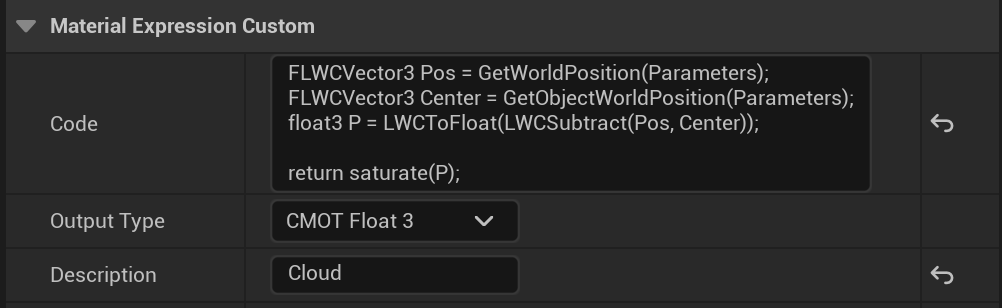 Material Expression Custom
Code
FLWCVector3 Pos = GetWorldPosition(Parameters);
FLWCVector3 Center = GetObjectWorldPosition(Parameters);
float3 P = LWCToFloat(LWCSubtract(Pos, Center));
return saturate(P);
Output Type
CMOT Float 3
Description
Cloud